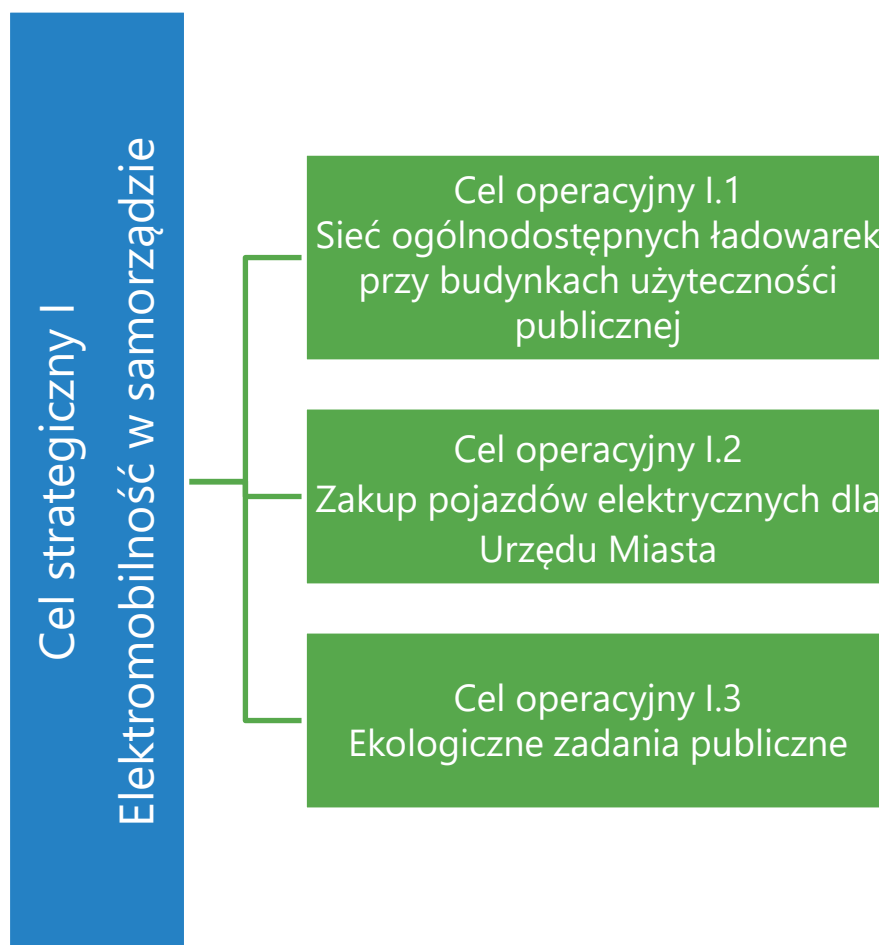 Cel strategiczny I
Elektromobilność w samorządzie
Cel operacyjny I.1
Sieć ogólnodostępnych ładowarek
przy budynkach użyteczności
publicznej
Cel operacyjny I.2
Zakup pojazdów elektrycznych dla
Urzędu Miasta
Cel operacyjny I.3
Ekologiczne zadania publiczne